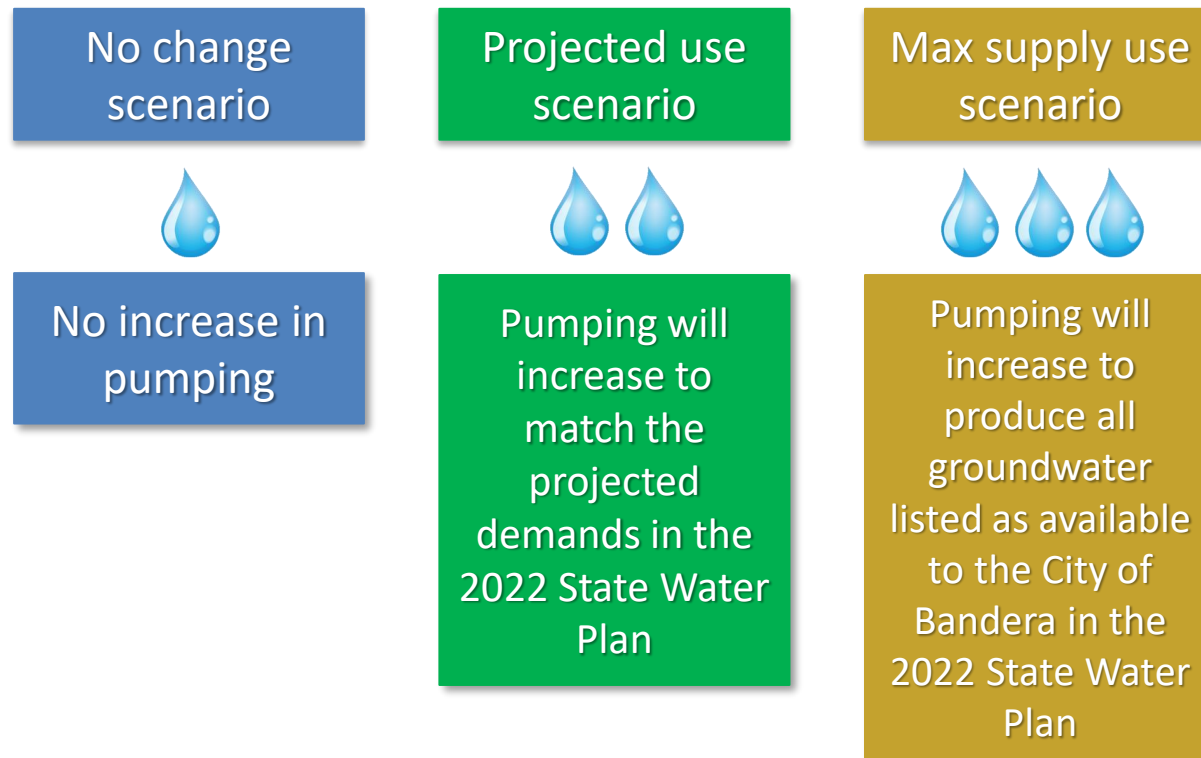 No change
scenario
Projected use
scenario
Max supply use
scenario
No increase in
pumping
Pumping will
increase to
match the
projected
demands in the
2022 State Water
Plan
Pumping will
increase to
produce all
groundwater
listed as available
to the City of
Bandera in the
2022 State Water
Plan